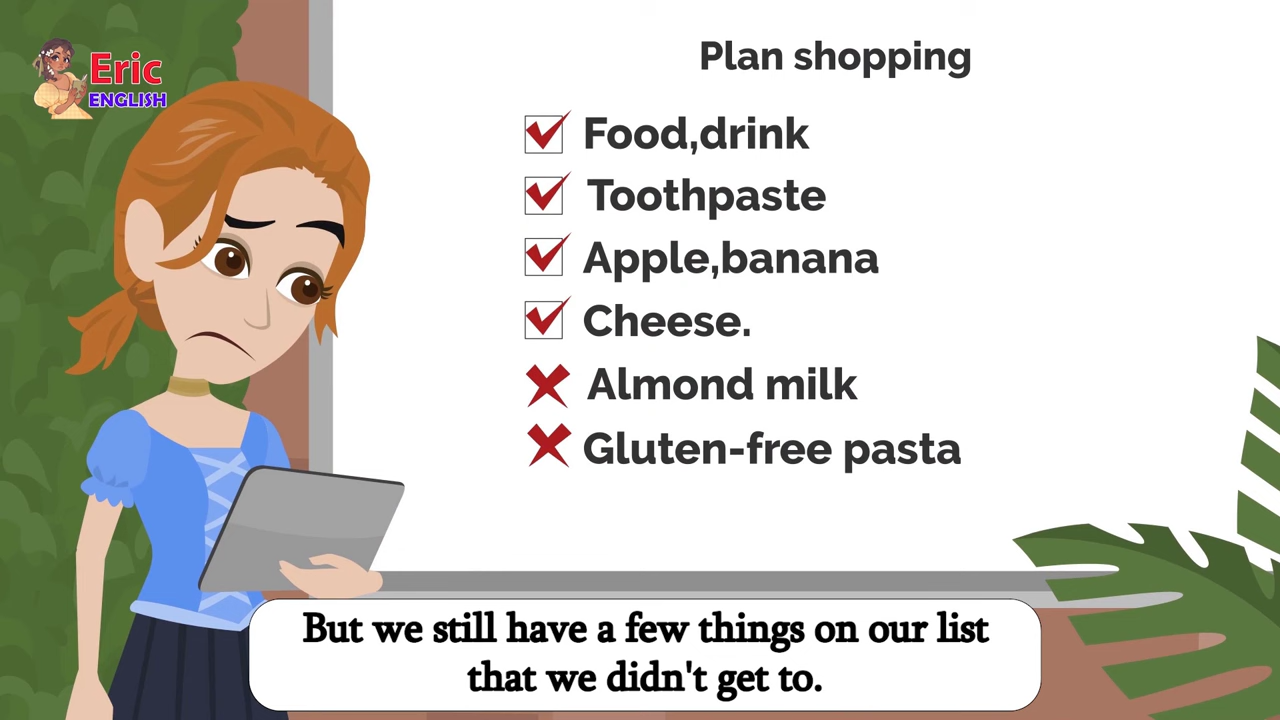 Eric
ENGLISH
Plan shopping
Food,drink
Toothpaste
Apple,banana
Cheese.
Almond milk
Gluten-free pasta
But we still have a few things on our list
that we didn't get to.